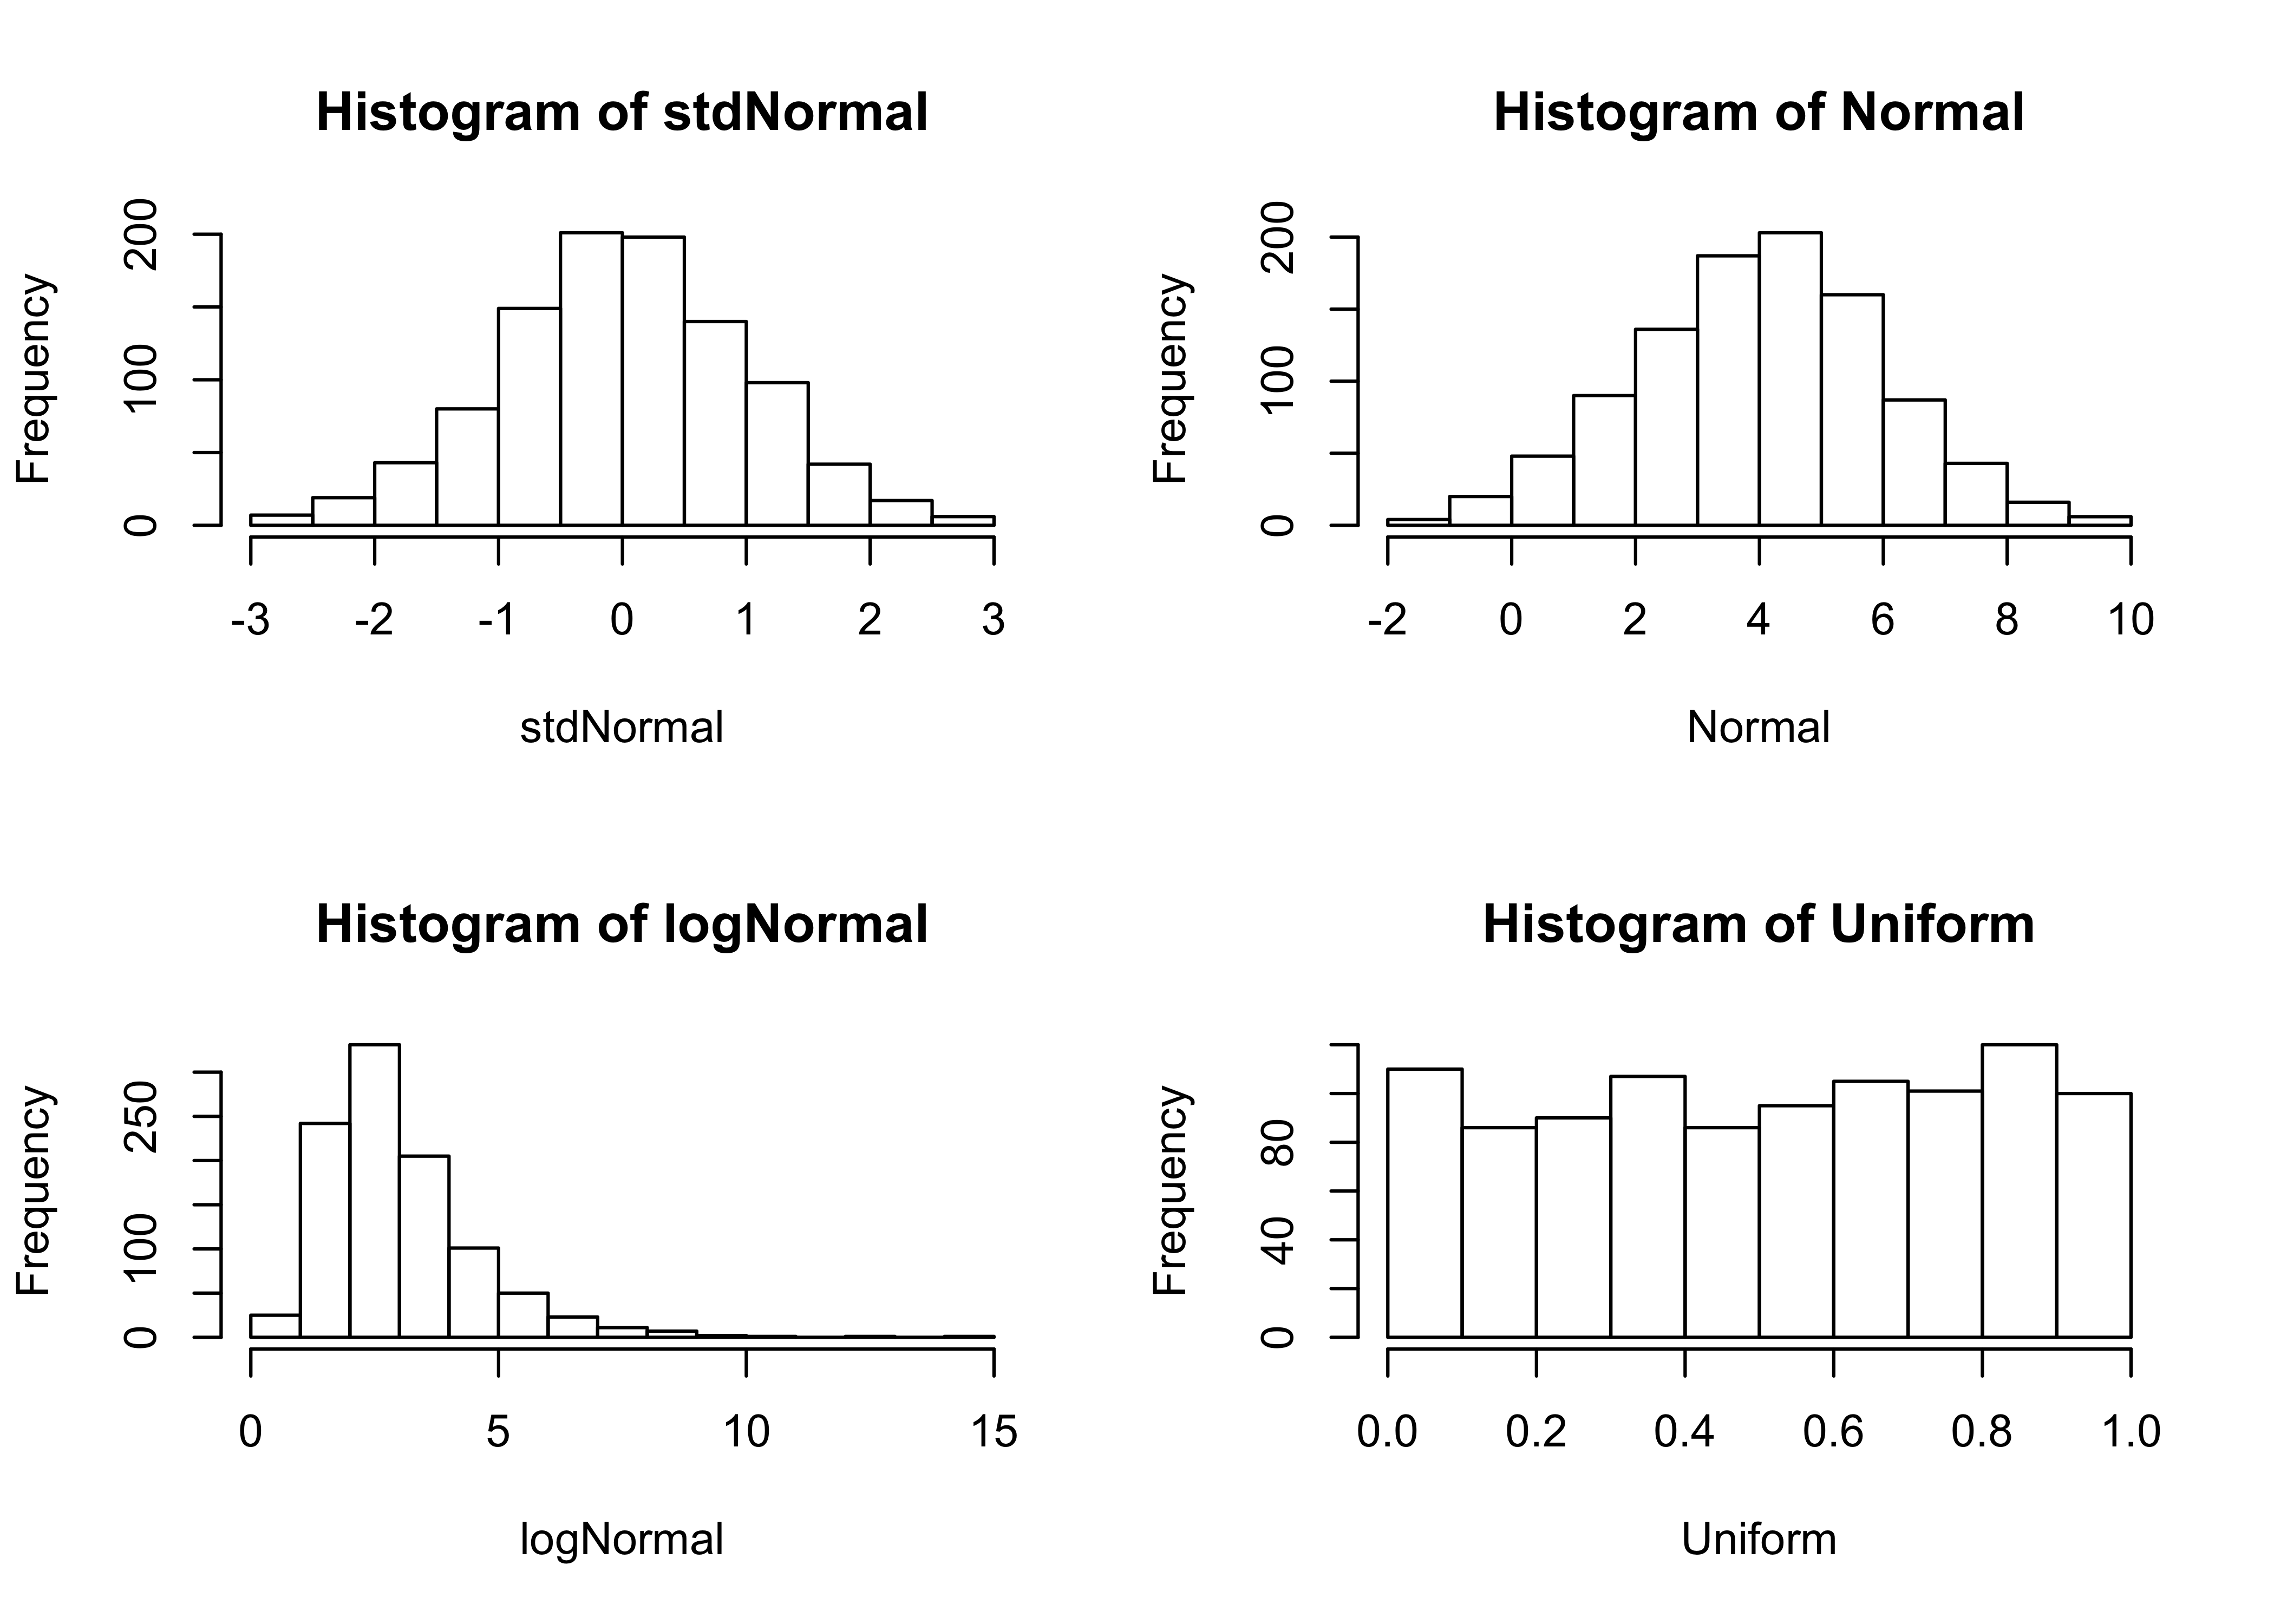 Histogram of stdNormal
Frequency
0 100 200
-3 -2 -1 0 1 2 3
stdNormal
Histogram of Normal
Frequency
0 100 200
-2 0 2 4 6 8 10
Normal
Histogram of logNormal
Frequency
0 100 250
0 5 10 15
logNormal
Histogram of Uniform
Frequency
0 40 80
0.0 0.2 0.4 0.6 0.8 1.0
Uniform